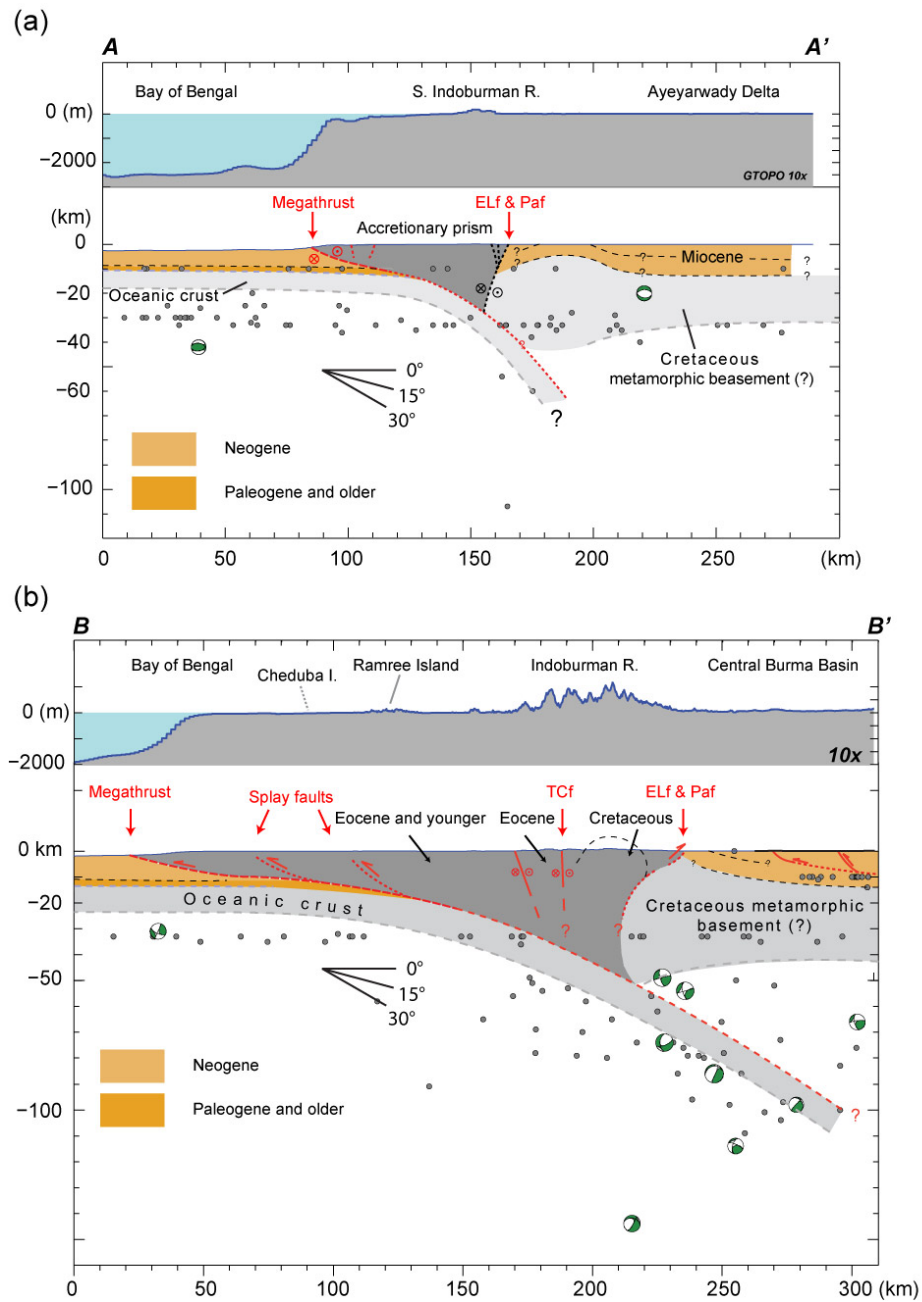 (a)
A A'
Bay of Bengal S. Indoburman R. Ayeyarwady Delta
0 (m)
−2000
GTOPO 10x
(km)
Megathrust ELf & Paf
Accretionary prism
0
? ?
Miocene ?
? ? ?
−20
Oceanic crust
−40
?
Cretaceous
metamorphic beasement (?)
0°
15°
30°
−60
?
Neogene
Paleogene and older
−100
0 50 100 150 200 250 (km)
(b)
B B'
Bay of Bengal Ramree Island Indoburman R. Central Burma Basin
Cheduba I.
0 (m)
−2000
10x
Megathrust Splay faults TCf ELf & Paf
Eocene and younger Eocene Cretaceous
0 km
? ?
−20
Oceanic crust
Cretaceous metamorphic
basement (?)
? ?
−50
0°
15°
30°
Neogene
Paleogene and older
−100
?
0 50 100 150 200 250 300 (km)